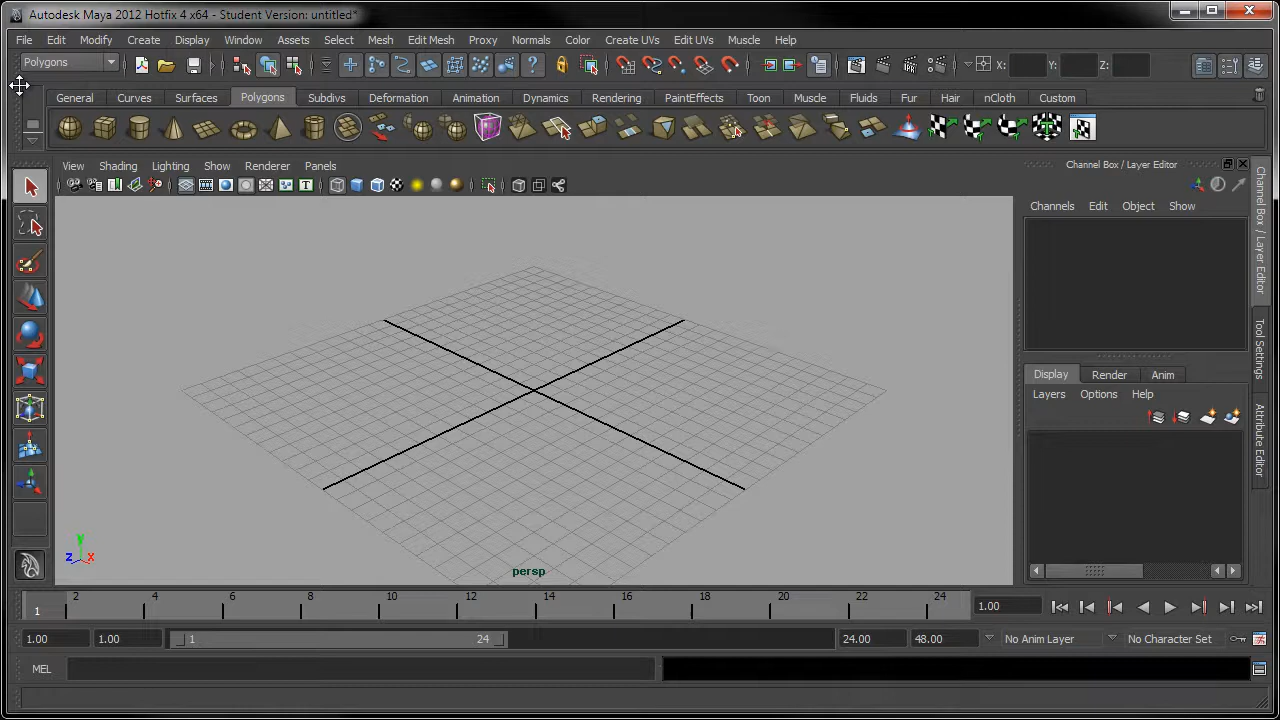 Autodesk Maya 2012 Hotfix 4 x64 - Student Version: untitled*
File Edit Modify Create Display Window Assets Select Mesh Edit Mesh Proxy Normals Color Create UVs Edit UVs Muscle Help
Polygons X: Y: Z:
General Curves Surfaces Polygons Subdivs Deformation Animation Dynamics Rendering PaintEffects Toon Muscle Fluids Fur Hair nCloth Custom
View Shading Lighting Show Renderer Panels
Channel Box / Layer Editor
Channels Edit Object Show
Channel Box / Layer Editor
Tool Settings
Attribute Editor
Display Render Anim
Layers Options Help
y
z x
persp
1 2 4 6 8 10 12 14 16 18 20 22 24 1.00
1.00 1.00 1 24 24.00 48.00 No Anim Layer No Character Set
MEL